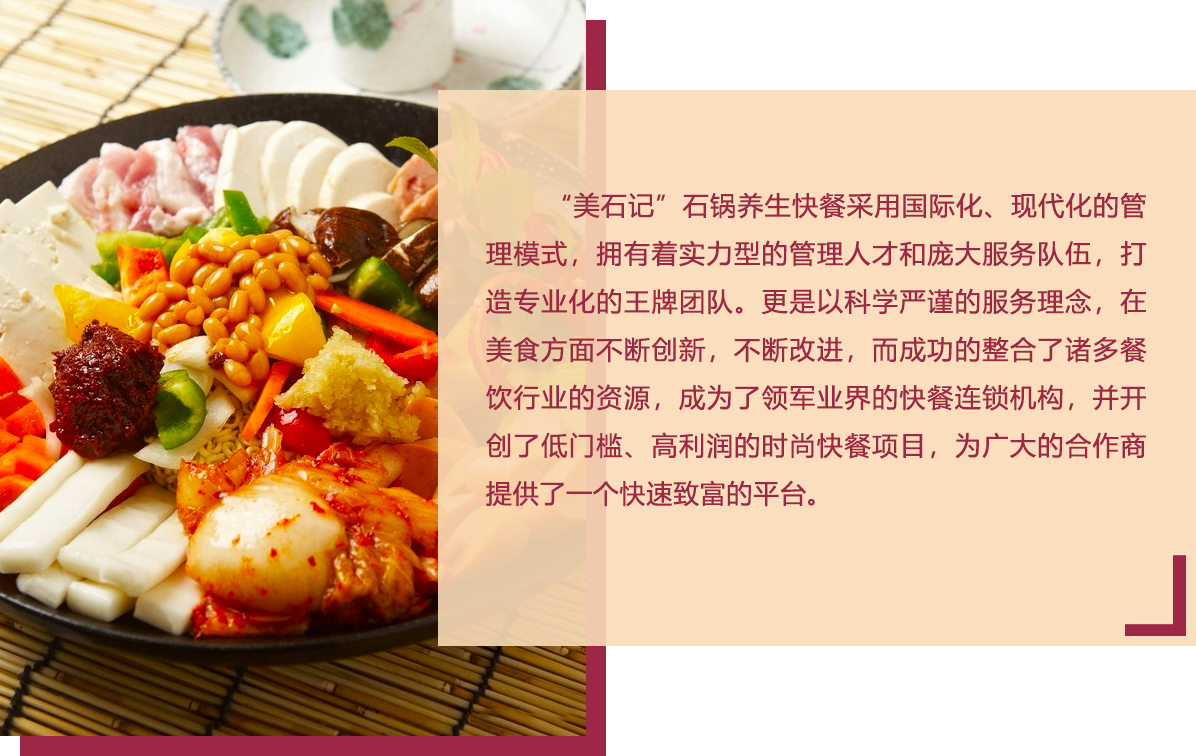 “美石记”石锅养生快餐采用国际化、现代化的管
理模式，拥有着实力型的管理人才和庞大服务队伍，打
造专业化的王牌团队。更是以科学严谨的服务理念，在
美食方面不断创新，不断改进，而成功的整合了诸多餐
饮行业的资源，成为了领军业界的快餐连锁机构，并开
创了低门槛、高利润的时尚快餐项目，为广大的合作商
提供了一个快速致富的平台。